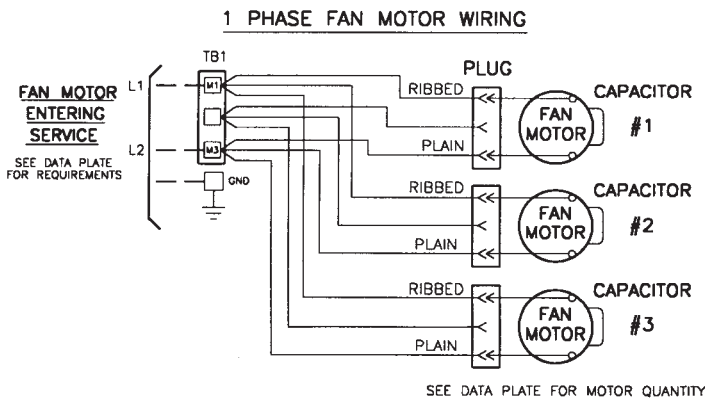 1 PHASE FAN MOTOR WIRING
TB1
PLUG
L1
M1
RIBBED
CAPACITOR
FAN MOTOR
ENTERING
SERVICE
FAN
MOTOR
#1
L2
M3
PLAIN
SEE DATA PLATE
FOR REQUIREMENTS
GND
RIBBED
CAPACITOR
FAN
MOTOR
#2
PLAIN
RIBBED
CAPACITOR
FAN
MOTOR
#3
PLAIN
SEE DATA PLATE FOR MOTOR QUANTITY